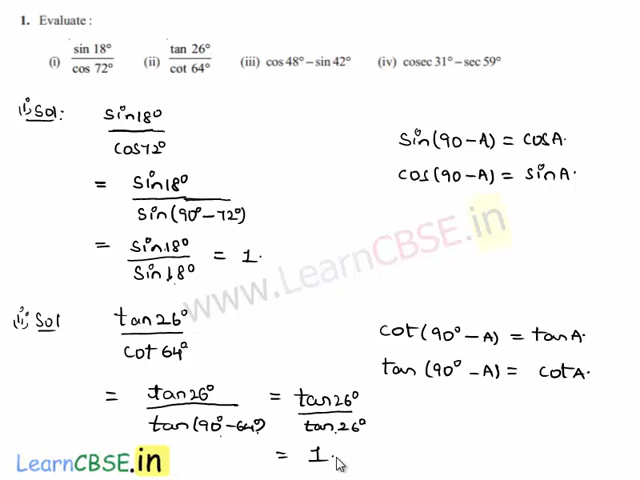 1. Evaluate :
(i) sin 18° / cos 72° (ii) tan 26° / cot 64° (iii) cos 48° – sin 42° (iv) cosec 31° – sec 59°
(i) Sol: sin18° / cos72°
sin(90-A) = cosA.
cos(90-A) = sinA.
= sin18° / sin(90°-72°)
= sin18° / sin18° = 1.
www.LearnCBSE.in
(ii) Sol tan26° / cot64°
cot(90°-A) = tanA.
tan(90°-A) = cotA.
= tan26° / tan(90°-64°) = tan26° / tan26°
= 1.
LearnCBSE.in